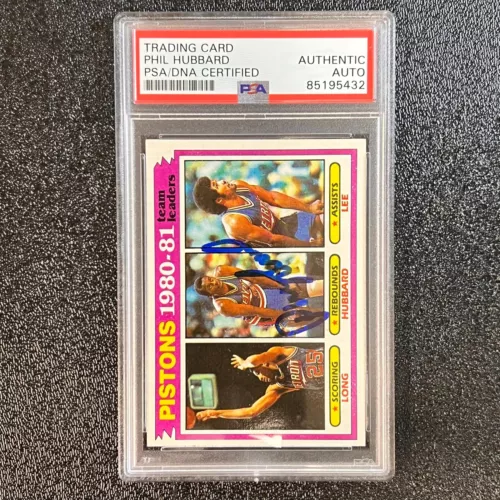 TRADING CARD
PHIL HUBBARD AUTHENTIC
PSA/DNA CERTIFIED AUTO
85195432
PSA
PISTONS 1980-81 team leaders
★ ASSISTS
LEE
★ REBOUNDS
HUBBARD
★ SCORING
LONG
25